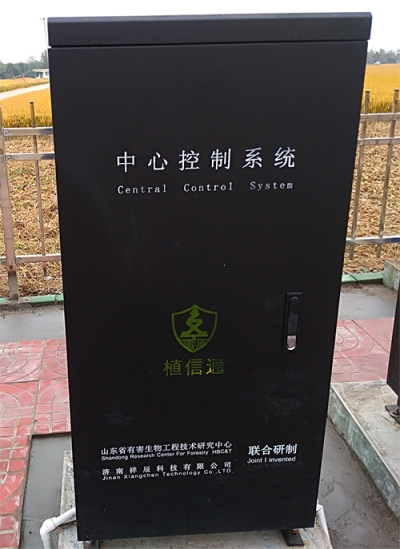 中心控制系统
Central Control System
植信通
山东省有害生物工程技术研究中心
Shandong Research Center For Forestry HBC&T
济南祥辰科技有限公司
Jinan Xiangchen Technology Co.,LTD.
联合研制
Joint I invented